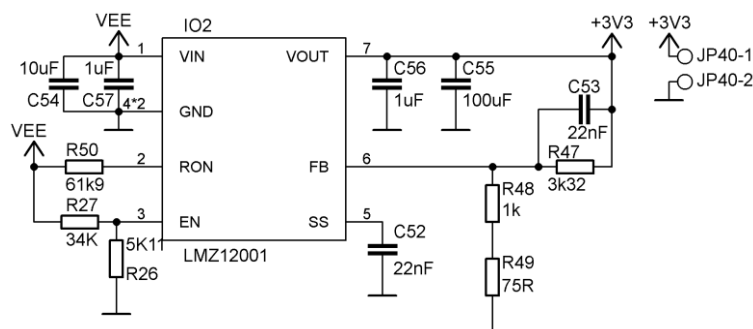 VEE
IO2
+3V3
+3V3
1
VIN
VOUT
7
JP40-1
10uF
1uF
C56
C55
C53
JP40-2
C54
C57
4*2
GND
1uF
100uF
22nF
VEE
R50
2
RON
FB
6
R47
61k9
R48
3k32
R27
1k
3
EN
SS
5
34K
5K11
C52
R26
LMZ12001
22nF
R49
75R